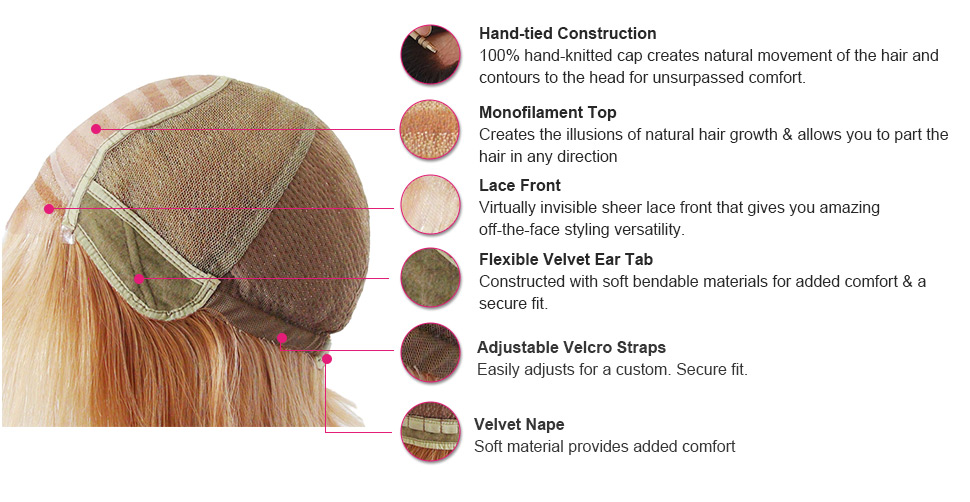 Hand-tied Construction
100% hand-knitted cap creates natural movement of the hair and
contours to the head for unsurpassed comfort.
Monofilament Top
Creates the illusions of natural hair growth & allows you to part the
hair in any direction
Lace Front
Virtually invisible sheer lace front that gives you amazing
off-the-face styling versatility.
Flexible Velvet Ear Tab
Constructed with soft bendable materials for added comfort & a
secure fit.
Adjustable Velcro Straps
Easily adjusts for a custom. Secure fit.
Velvet Nape
Soft material provides added comfort